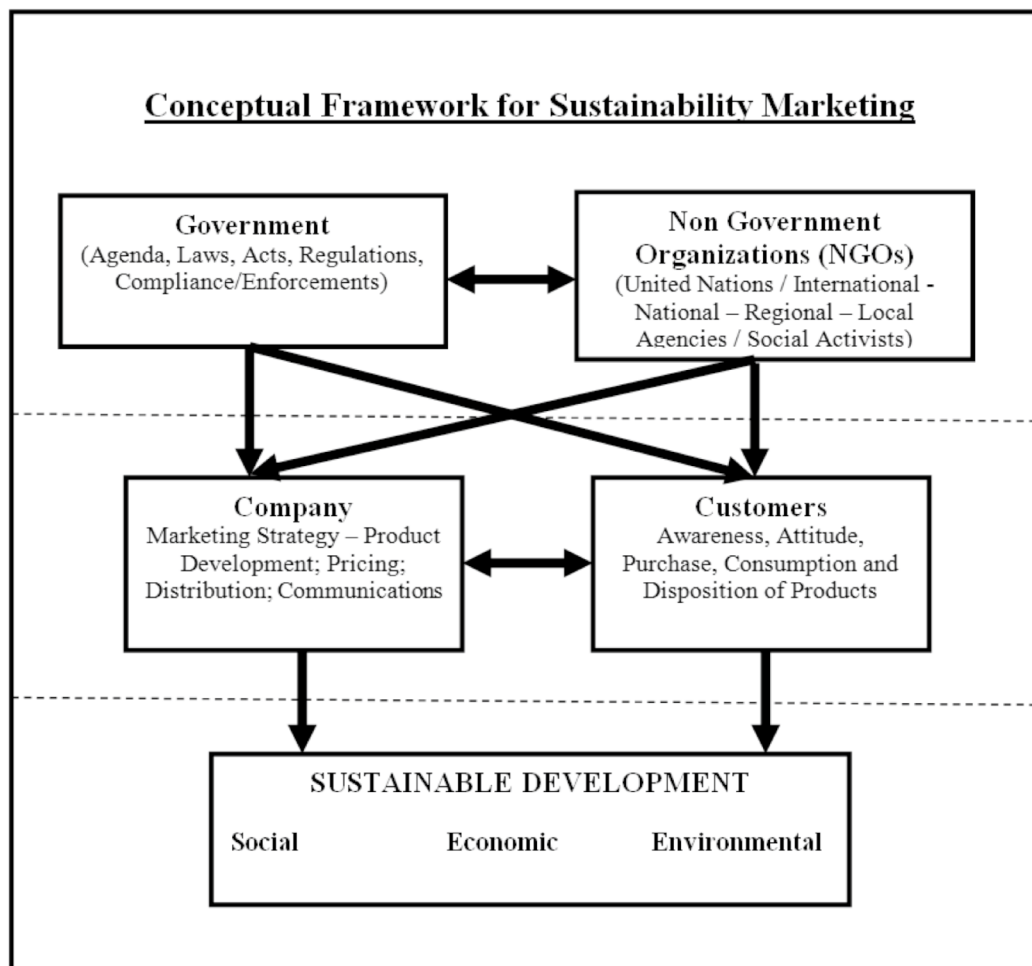 Conceptual Framework for Sustainability Marketing
Government
(Agenda, Laws, Acts, Regulations,
Compliance/Enforcements)
Non Government
Organizations (NGOs)
(United Nations / International -
National – Regional – Local
Agencies / Social Activists)
Company
Marketing Strategy – Product
Development; Pricing;
Distribution; Communications
Customers
Awareness, Attitude,
Purchase, Consumption and
Disposition of Products
SUSTAINABLE DEVELOPMENT
Social Economic Environmental